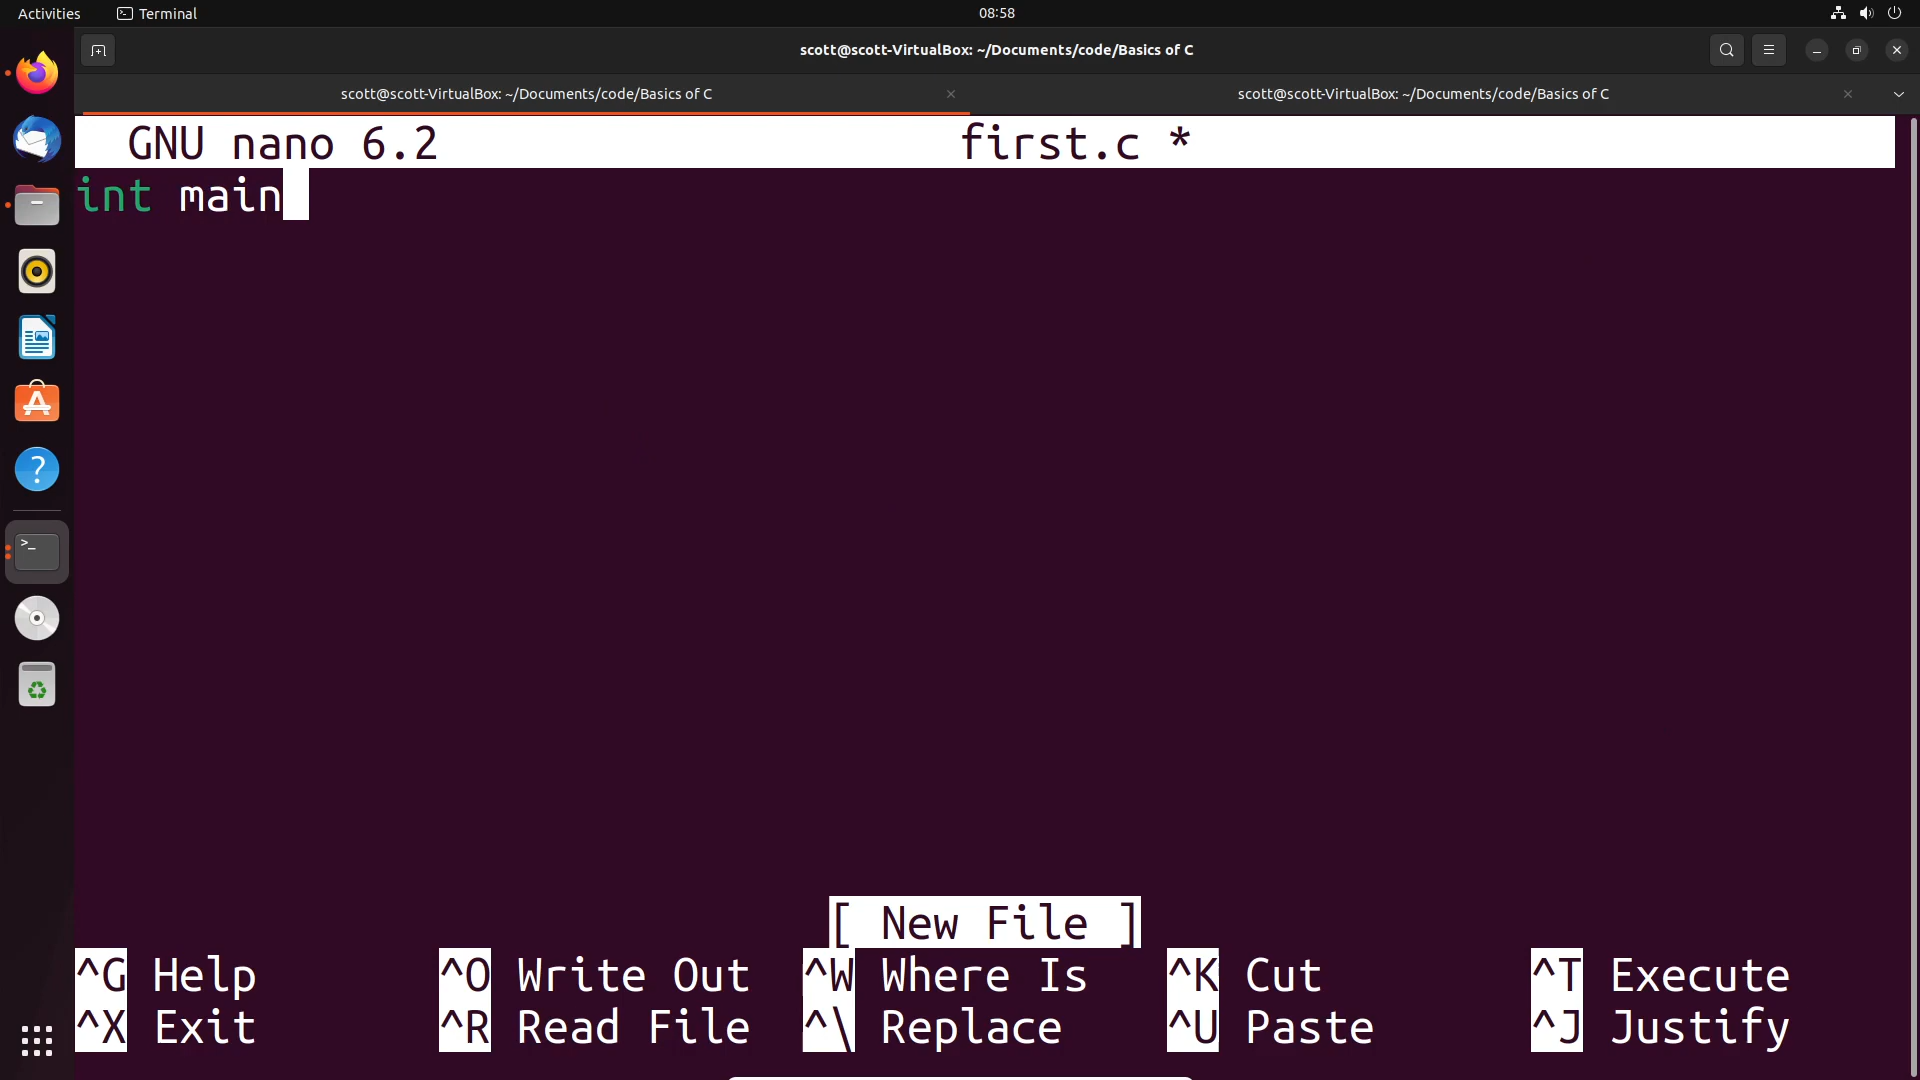 Activities
Terminal
08:58
scott@scott-VirtualBox: ~/Documents/code/Basics of C
scott@scott-VirtualBox: ~/Documents/code/Basics of C
scott@scott-VirtualBox: ~/Documents/code/Basics of C
GNU nano 6.2 first.c *
int main
[ New File ]
^G Help ^O Write Out ^W Where Is ^K Cut ^T Execute
^X Exit ^R Read File ^\ Replace ^U Paste ^J Justify